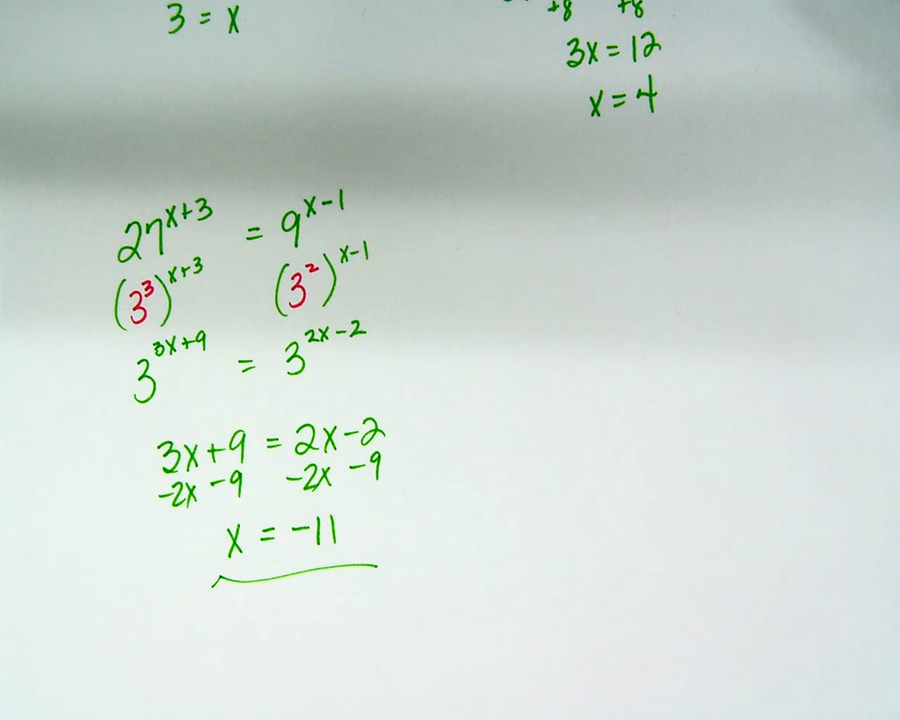 3 = x
+8 +8
3x = 12
x = 4
27^{x+3} = 9^{x-1}
(3^3)^{x+3} (3^2)^{x-1}
3^{3x+9} = 3^{2x-2}
3x+9 = 2x-2
-2x -9 -2x -9
x = -11